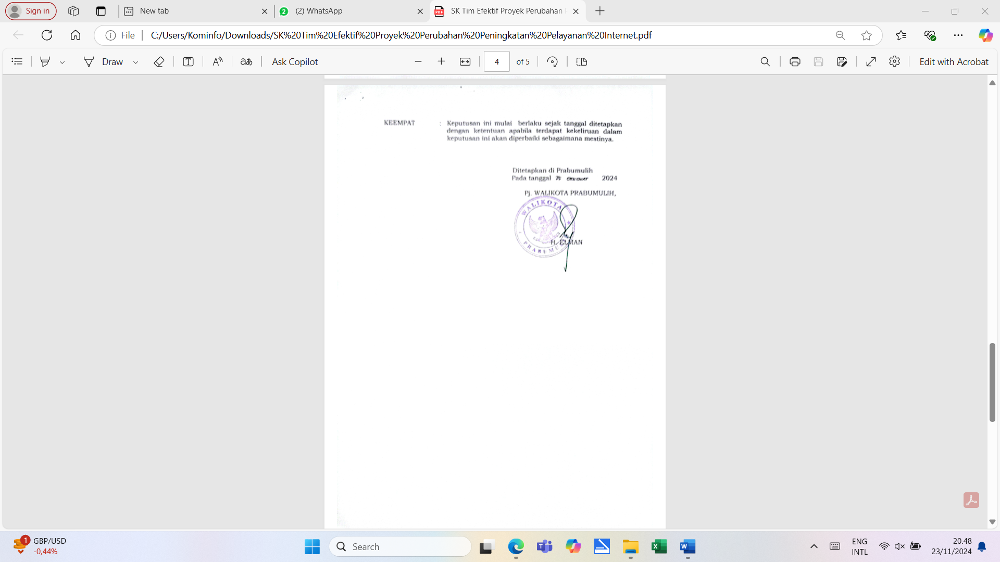 Sign in
New tab
(2) WhatsApp
SK Tim Efektif Proyek Perubahan
File
C:/Users/Kominfo/Downloads/SK%20Tim%20Efektif%20Proyek%20Perubahan%20Peningkatan%20Pelayanan%20Internet.pdf
Draw
Ask Copilot
4 of 5
Edit with Acrobat
KEEMPAT : Keputusan ini mulai berlaku sejak tanggal ditetapkan
dengan ketentuan apabila terdapat kekeliruan dalam
keputusan ini akan diperbaiki sebagaimana mestinya.
Ditetapkan di Prabumulih
Pada tanggal 2024
Pj. WALIKOTA PRABUMULIH,
WALIKOTA
H. ELMAN
PRABUMU
1
GBP/USD
-0,44%
Search
ENG
INTL
20.48
23/11/2024